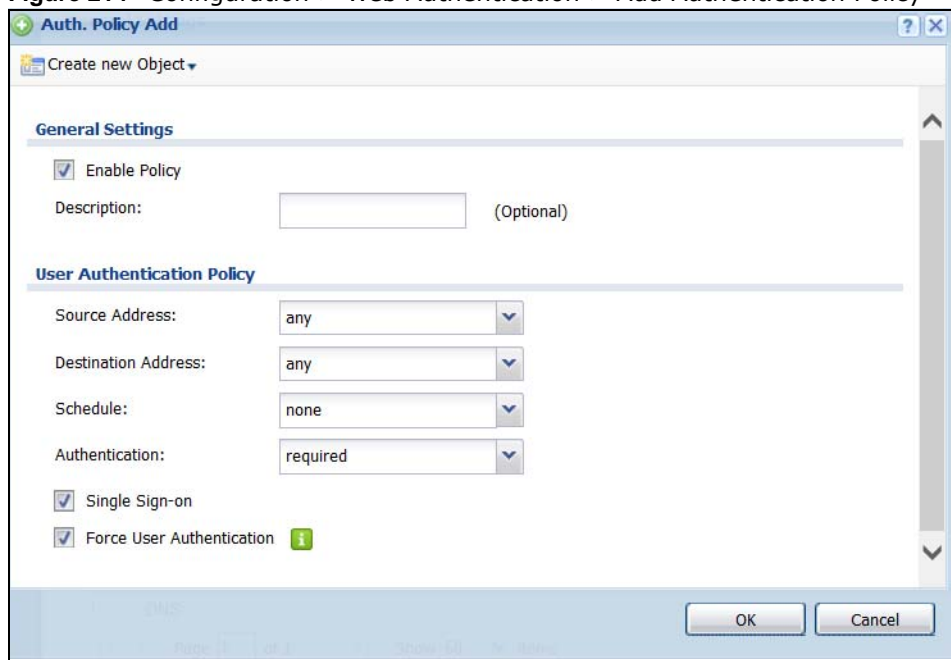 Auth. Policy Add
Create new Object
General Settings
Enable Policy
Description: (Optional)
User Authentication Policy
Source Address: any
Destination Address: any
Schedule: none
Authentication: required
Single Sign-on
Force User Authentication
OK Cancel